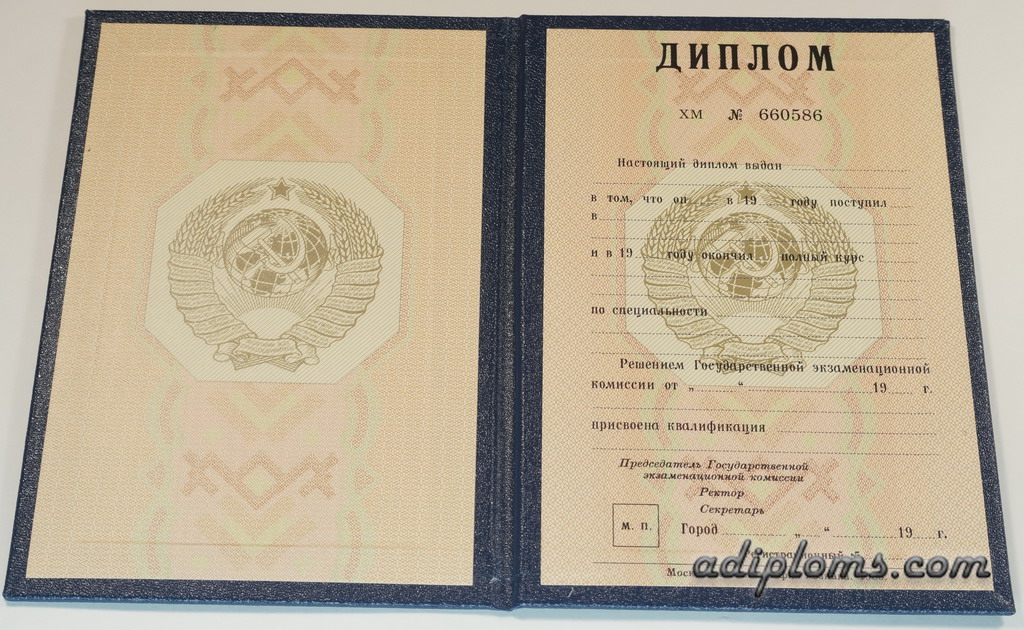 ДИПЛОМ
ХМ № 660586
Настоящий диплом выдан
в том, что он в 19 году поступил
в
и в 19 году окончил полный курс
по специальности
Решением Государственной экзаменационной
комиссии от „ “ 19 г.
присвоена квалификация
Председатель Государственной
экзаменационной комиссии
Ректор
Секретарь
М. П. Город „ “ 19 г.
adiploms.com